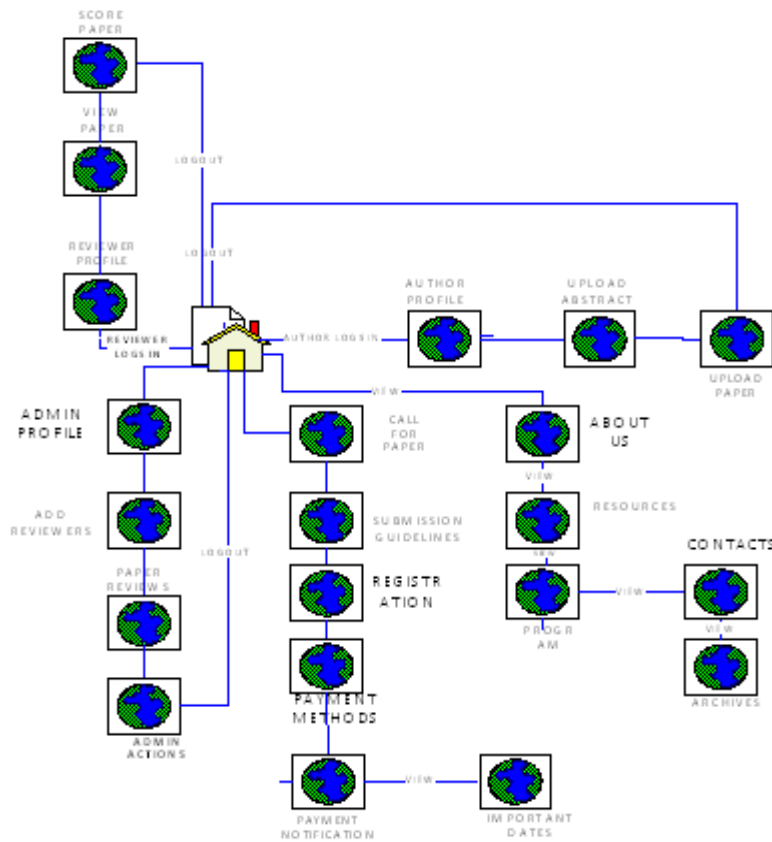 SCORE
PAPER
VIEW
PAPER
LOGOUT
REVIEWER
PROFILE
LOGOUT
REVIEWER
LOGS IN
AUTHOR LOGS IN
AUTHOR
PROFILE
UPLOAD
ABSTRACT
UPLOAD
PAPER
VIEW
ADMIN
PROFILE
CALL
FOR
PAPER
ABOUT
US
VIEW
ADD
REVIEWERS
SUBMISSION
GUIDELINES
RESOURCES
LOGOUT
VIEW
CONTACTS
PAPER
REVIEWS
REGISTR
ATION
VIEW
PROGR
AM
VIEW
PAYMENT
METHODS
ARCHIVES
ADMIN
ACTIONS
VIEW
PAYMENT
NOTIFICATION
IMPORTANT
DATES